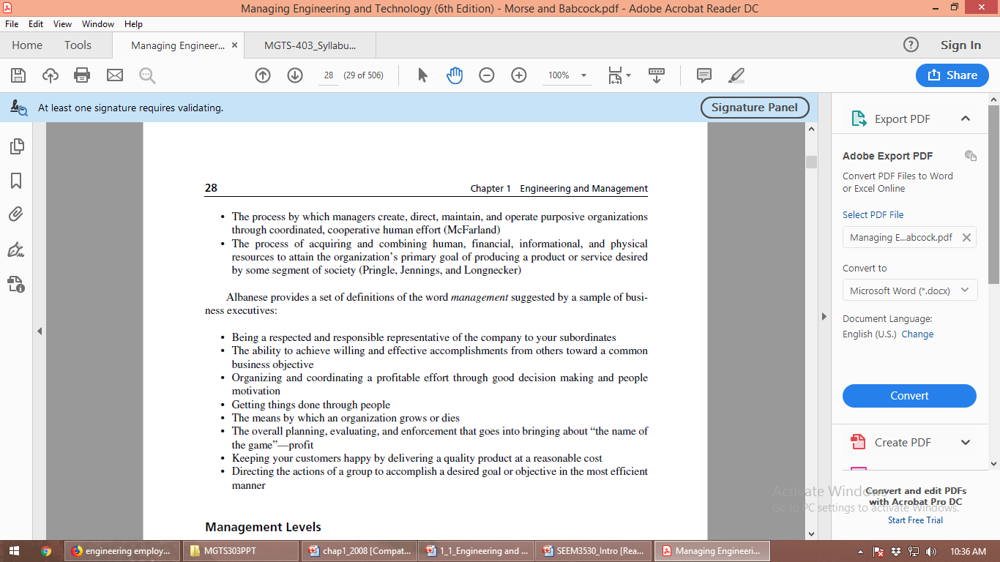 Managing Engineering and Technology (6th Edition) - Morse and Babcock.pdf - Adobe Acrobat Reader DC
File Edit View Window Help
Home Tools Managing Engineer... × MGTS-403_Syllabu... ? Sign In
28 (29 of 506) 100% Share
At least one signature requires validating. Signature Panel
28 Chapter 1 Engineering and Management
• The process by which managers create, direct, maintain, and operate purposive organizations
through coordinated, cooperative human effort (McFarland)
• The process of acquiring and combining human, financial, informational, and physical
resources to attain the organization’s primary goal of producing a product or service desired
by some segment of society (Pringle, Jennings, and Longnecker)
Albanese provides a set of definitions of the word management suggested by a sample of busi-
ness executives:
• Being a respected and responsible representative of the company to your subordinates
• The ability to achieve willing and effective accomplishments from others toward a common
business objective
• Organizing and coordinating a profitable effort through good decision making and people
motivation
• Getting things done through people
• The means by which an organization grows or dies
• The overall planning, evaluating, and enforcement that goes into bringing about “the name of
the game”—profit
• Keeping your customers happy by delivering a quality product at a reasonable cost
• Directing the actions of a group to accomplish a desired goal or objective in the most efficient
manner
Management Levels
Export PDF
Adobe Export PDF
Convert PDF Files to Word
or Excel Online
Select PDF File
Managing E...abcock.pdf
Convert to
Microsoft Word (*.docx)
Document Language:
English (U.S.) Change
Convert
Create PDF
Convert and edit PDFs
with Acrobat Pro DC
Start Free Trial
Activate Windows
Go to PC settings to activate Windows.
engineering employ... MGTS303PPT chap1_2008 [Compat... 1_1_Engineering and ... SEEM3530_Intro [Rea... Managing Engineeri... 10:36 AM